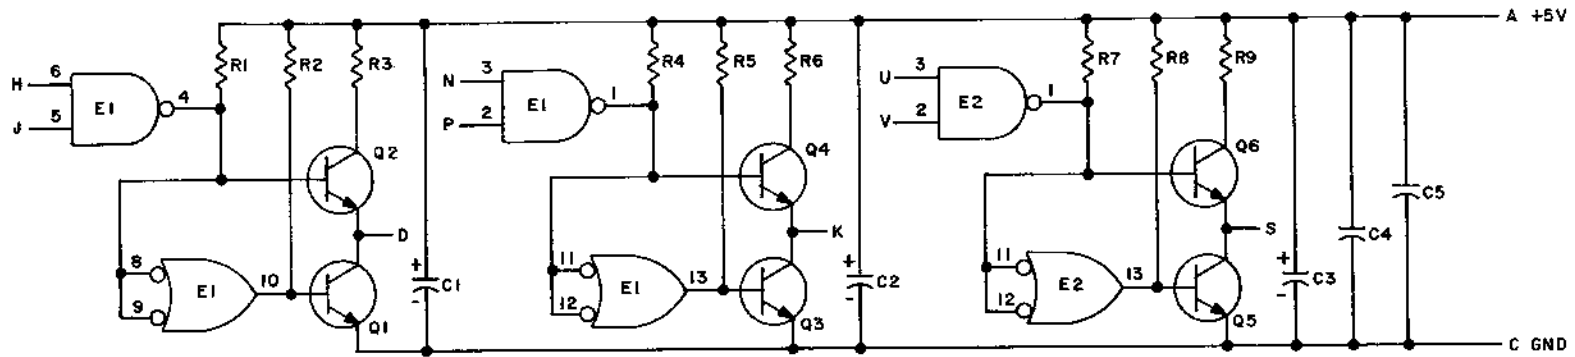 A +5V
R1 R2 R3 R4 R5 R6 R7 R8 R9
H 6 E1 4
J 5
N 3 E1 1
P 2
U 3 E2 1
V 2
Q2 Q4 Q6
D K S
C4 C5
8 E1 10
9
11 E1 13
12
11 E2 13
12
+ C1 -
+ C2 -
+ C3 -
Q1 Q3 Q5
C GND